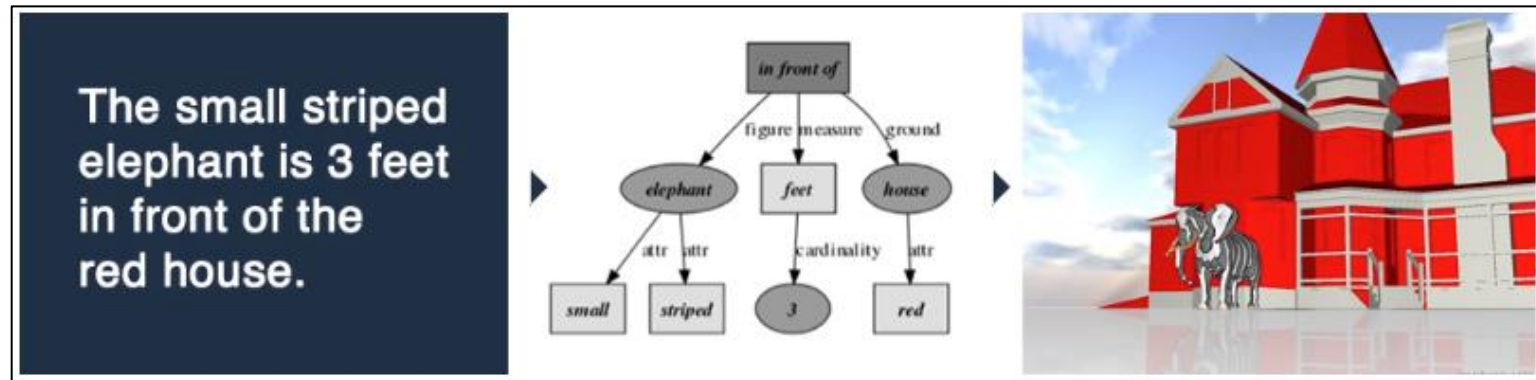 The small striped
elephant is 3 feet
in front of the
red house.
in front of
figure measure ground
elephant feet house
attr attr cardinality attr
small striped 3 red